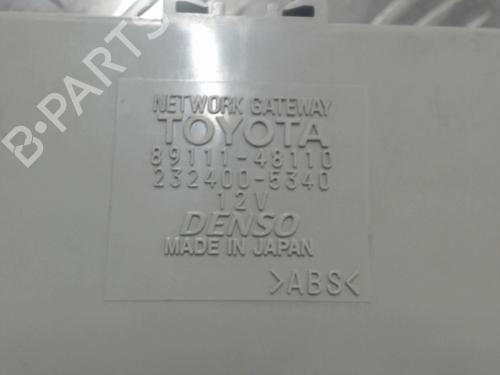 B-PARTS
NETWORK GATEWAY
TOYOTA
89111-48110
232400-5340
12V
DENSO
MADE IN JAPAN
>ABS<